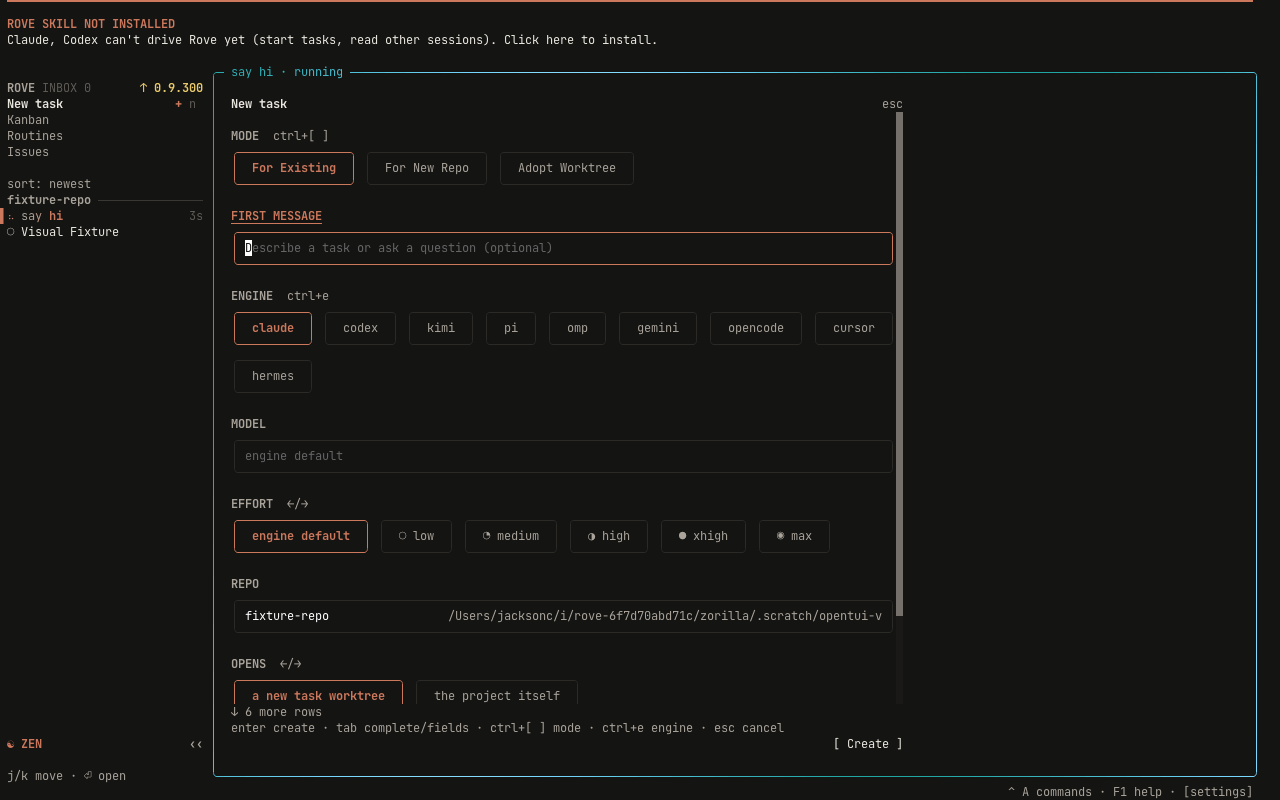 ROVE SKILL NOT INSTALLED
Claude, Codex can't drive Rove yet (start tasks, read other sessions). Click here to install.
say hi · running
ROVE INBOX 0 ↑ 0.9.300
New task + n
Kanban
Routines
Issues
sort: newest
fixture-repo
say hi 3s
○ Visual Fixture
New task esc
MODE ctrl+[ ]
For Existing For New Repo Adopt Worktree
FIRST MESSAGE
Describe a task or ask a question (optional)
ENGINE ctrl+e
claude codex kimi pi omp gemini opencode cursor
hermes
MODEL
engine default
EFFORT ←/→
engine default ○ low ◔ medium ◑ high ● xhigh ◉ max
REPO
fixture-repo /Users/jacksonc/i/rove-6f7d70abd71c/zorilla/.scratch/opentui-v
OPENS ←/→
a new task worktree the project itself
↓ 6 more rows
enter create · tab complete/fields · ctrl+[ ] mode · ctrl+e engine · esc cancel
[ Create ]
☯ ZEN ‹‹
j/k move · ⏎ open
^ A commands · F1 help · [settings]